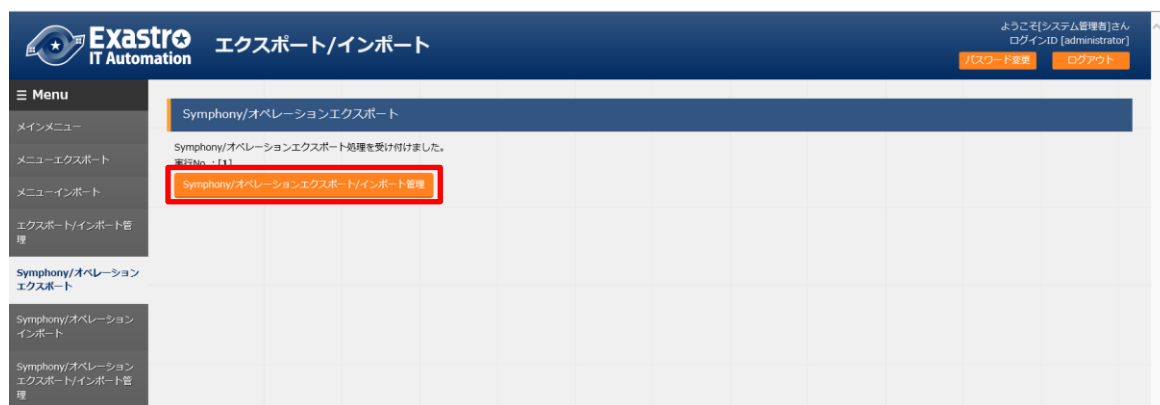 Exastro
IT Automation
エクスポート/インポート
ようこそ[システム管理者]さん
ログインID [administrator]
パスワード変更
ログアウト
☰ Menu
メインメニュー
メニューエクスポート
メニューインポート
エクスポート/インポート管
理
Symphony/オペレーション
エクスポート
Symphony/オペレーション
インポート
Symphony/オペレーション
エクスポート/インポート管
理
Symphony/オペレーションエクスポート
Symphony/オペレーションエクスポート処理を受け付けました。
実行No. : [1]
Symphony/オペレーションエクスポート/インポート管理